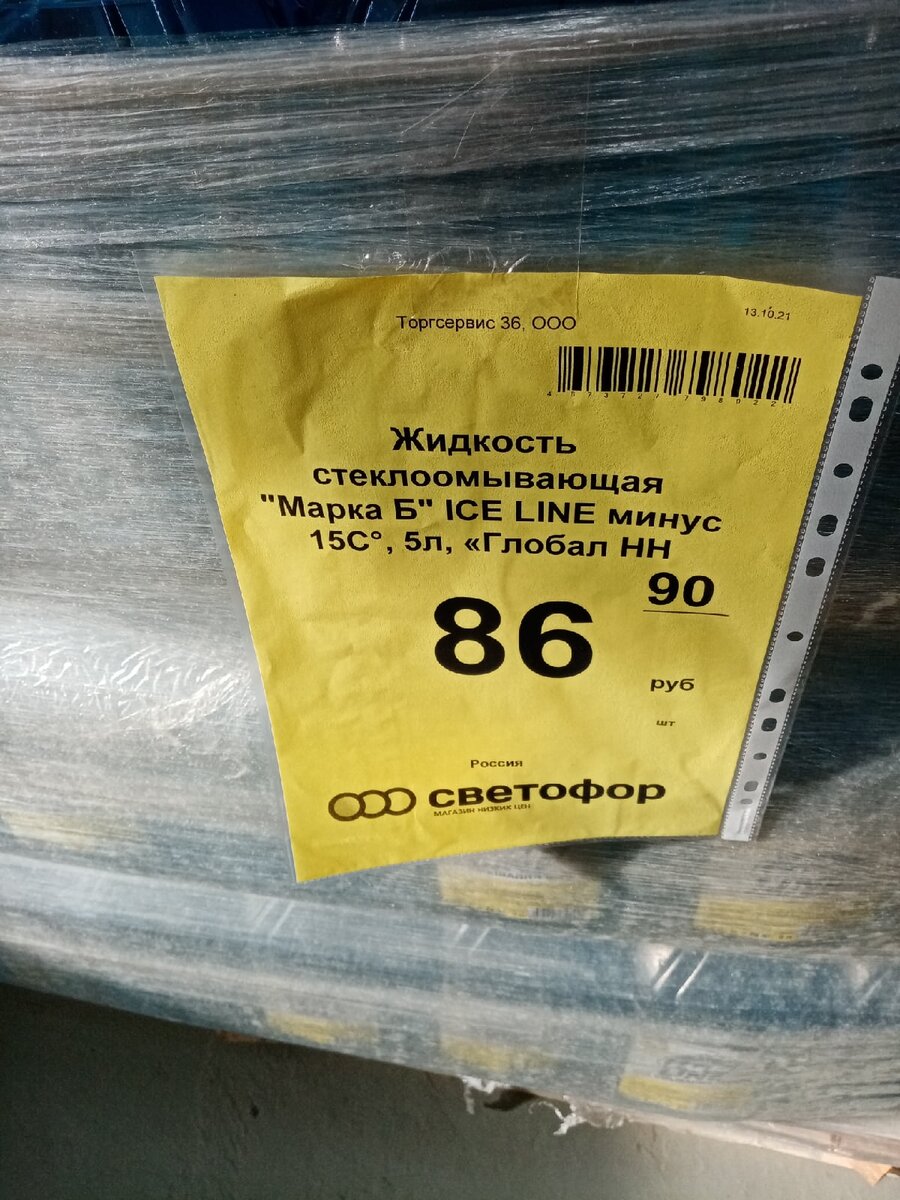 Торгсервис 36, ООО
13.10.21
Жидкость
стеклоомывающая
"Марка Б" ICE LINE минус
15С°, 5л, «Глобал НН
86
90
руб
шт
Россия
светофор
МАГАЗИН НИЗКИХ ЦЕН